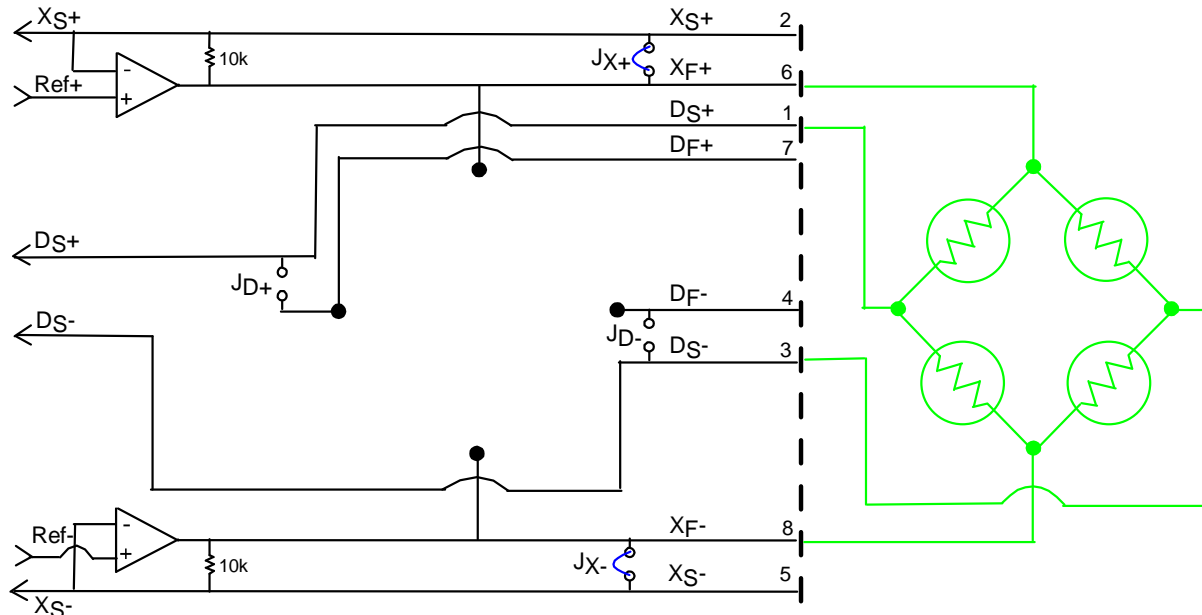 XS+ XS+ 2
10k JX+ XF+ 6
Ref+ - +
DS+ 1
DF+ 7
DS+
JD+
DS-
DF- 4
JD-
DS- 3
Ref- - + XF- 8
10k JX- XS- 5
XS-